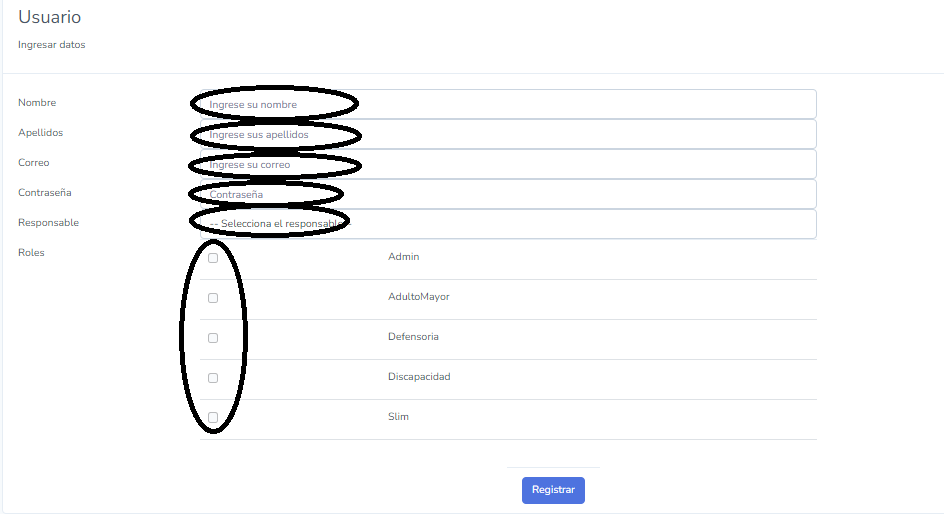 Usuario
Ingresar datos
Nombre Ingrese su nombre
Apellidos Ingrese sus apellidos
Correo Ingrese su correo
Contraseña Contraseña
Responsable -- Selecciona el responsable --
Roles Admin
AdultoMayor
Defensoria
Discapacidad
Slim
Registrar